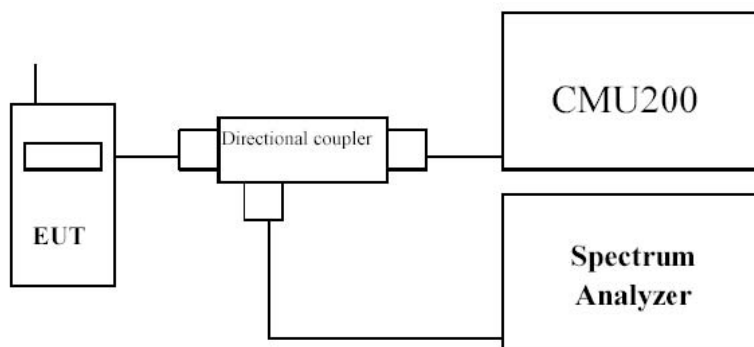 CMU200
Directional coupler
EUT
Spectrum
Analyzer